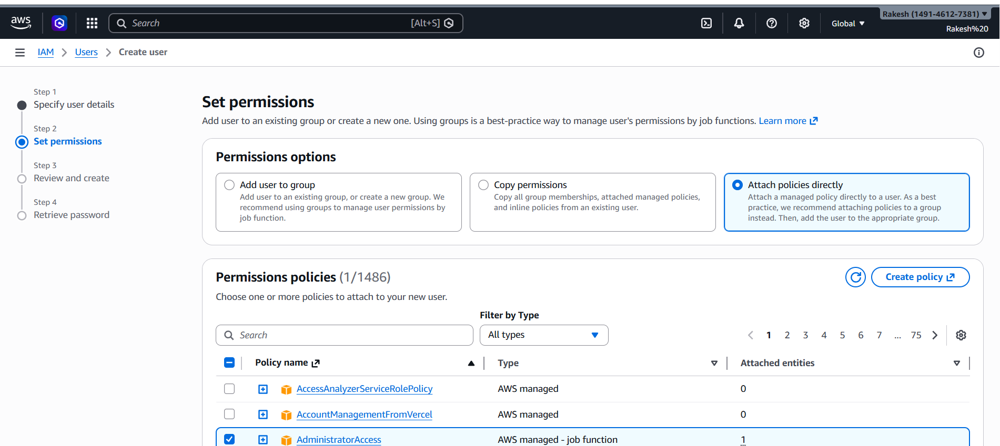 aws
Search
[Alt+S]
Global
Rakesh (1491-4612-7381)
Rakesh%20
IAM
Users
Create user
Step 1
Specify user details
Step 2
Set permissions
Step 3
Review and create
Step 4
Retrieve password
Set permissions
Add user to an existing group or create a new one. Using groups is a best-practice way to manage user's permissions by job functions. Learn more
Permissions options
Add user to group
Add user to an existing group, or create a new group. We
recommend using groups to manage user permissions by
job function.
Copy permissions
Copy all group memberships, attached managed policies,
and inline policies from an existing user.
Attach policies directly
Attach a managed policy directly to a user. As a best
practice, we recommend attaching policies to a group
instead. Then, add the user to the appropriate group.
Permissions policies (1/1486)
Create policy
Choose one or more policies to attach to your new user.
Filter by Type
Search
All types
1 2 3 4 5 6 7 ... 75
Policy name Type Attached entities
AccessAnalyzerServiceRolePolicy AWS managed 0
AccountManagementFromVercel AWS managed 0
AdministratorAccess AWS managed - job function 1